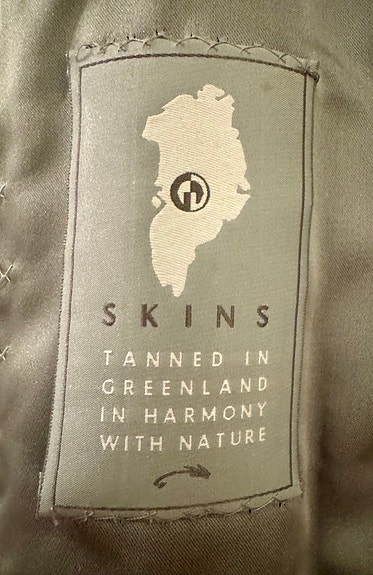 SKINS
TANNED IN
GREENLAND
IN HARMONY
WITH NATURE